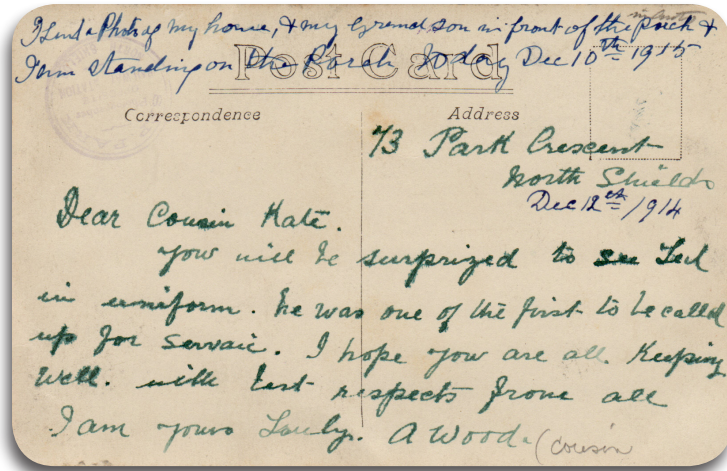 I Send a Photo of my house, & my Grandson in front of the Porch &
I am standing on the Porch today Dec 10th 1915
Post Card
Correspondence
Address
73 Park Crescent
North Shields
Dec 12 /1914
Dear Cousin Kate.
You will be surprized to see Ted
in uniform. he was one of the first to be called
up for servaic. I hope you are all Keeping
well. with best respects from all
I am yours Truly. A Wood (cousin